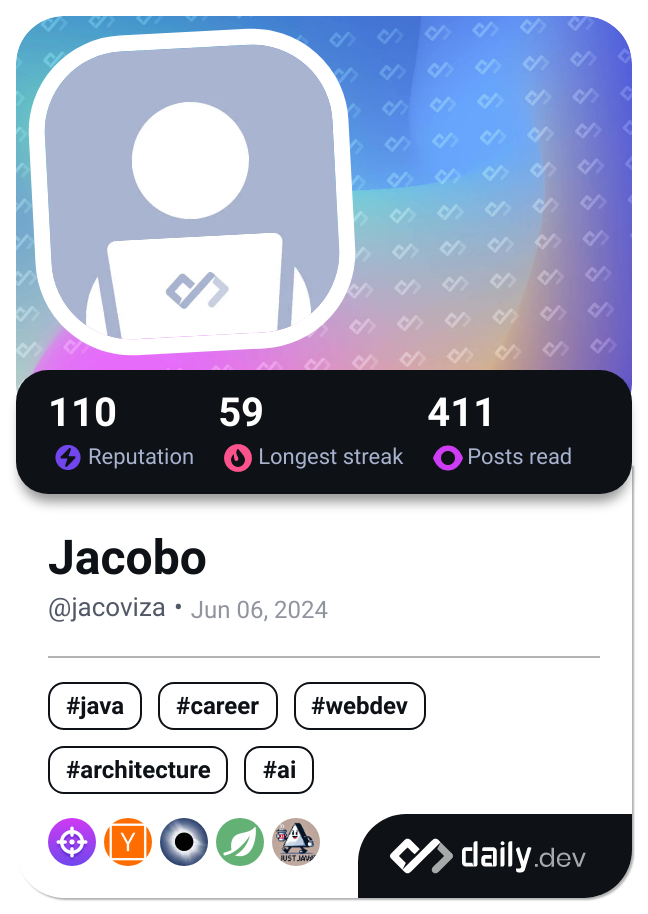 110 59 411
Reputation Longest streak Posts read
Jacobo
@jacoviza • Jun 06, 2024
#java #career #webdev
#architecture #ai
Y
JUST JAVA
daily.dev